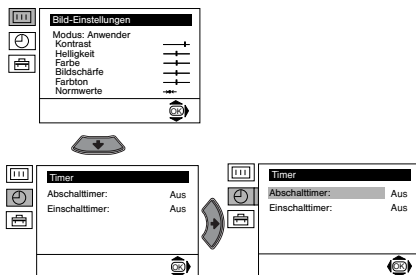 Bild-Einstellungen
Modus: Anwender
Kontrast
Helligkeit
Farbe
Bildschärfe
Farbton
Normwerte
OK
Timer
Abschalttimer: Aus
Einschalttimer: Aus
OK
Timer
Abschalttimer: Aus
Einschalttimer: Aus
OK